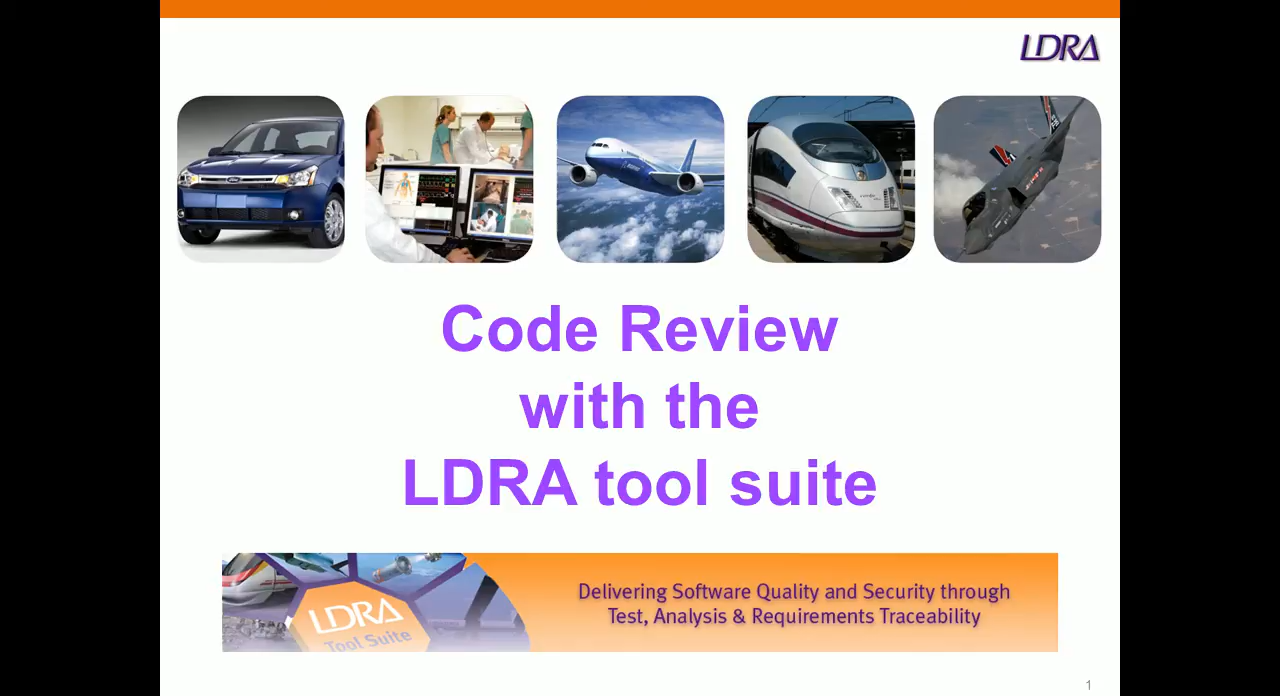 LDRA
Code Review
with the
LDRA tool suite
LDRA
Tool Suite
Delivering Software Quality and Security through
Test, Analysis & Requirements Traceability
1